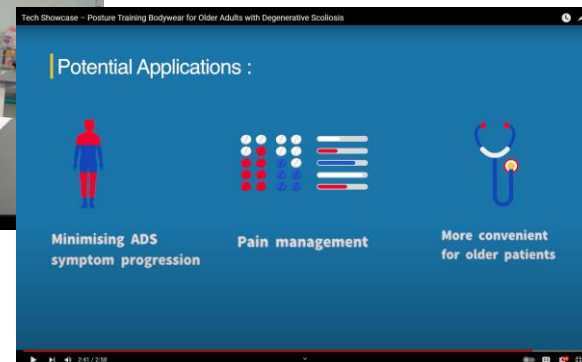 Tech Showcase – Posture Training Bodywear for Older Adults with Degenerative Scoliosis
Potential Applications :
Minimising ADS
symptom progression
Pain management
More convenient
for older patients
2:41 / 2:58